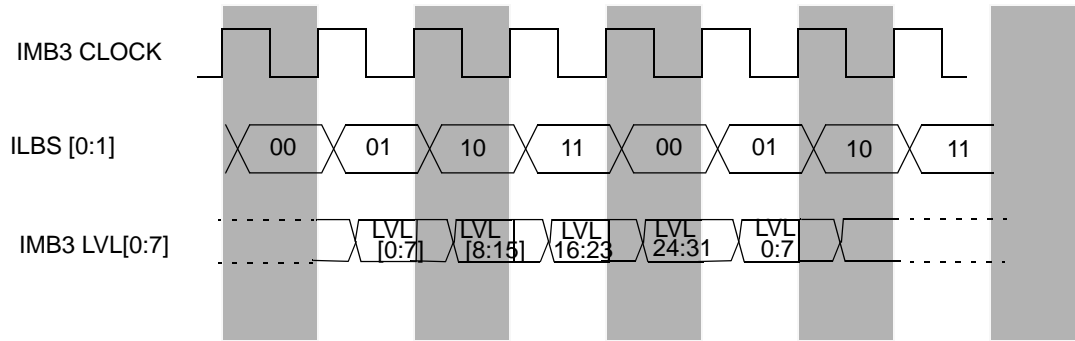 IMB3 CLOCK
ILBS [0:1]
00 01 10 11 00 01 10 11
IMB3 LVL[0:7]
LVL LVL LVL LVL LVL
[0:7] [8:15] 16:23 24:31 0:7